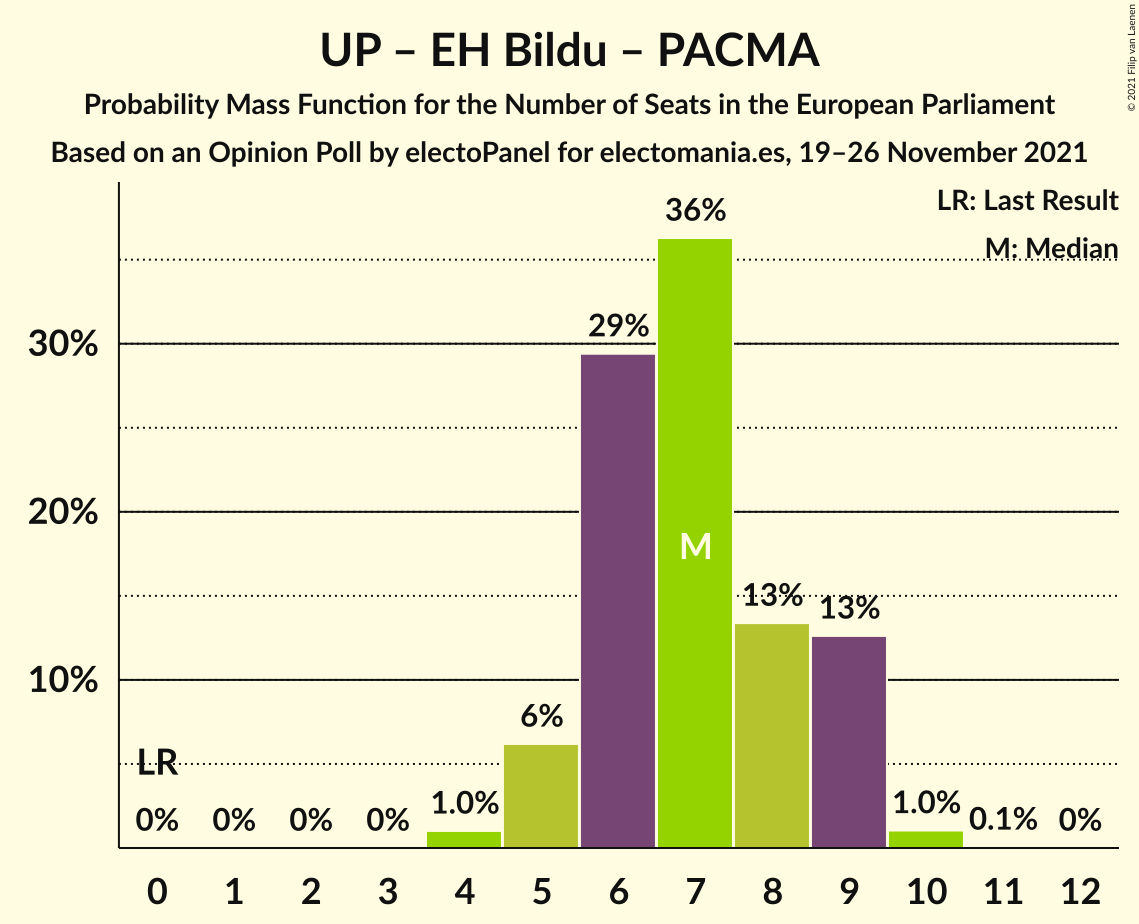 UP – EH Bildu – PACMA
Probability Mass Function for the Number of Seats in the European Parliament
Based on an Opinion Poll by electoPanel for electomania.es, 19–26 November 2021
© 2021 Filip van Laenen
LR: Last Result
M: Median
36%
29%
30%
20%
M
13%
13%
10%
6%
LR
1.0%
1.0%
0%
0%
0%
0%
0.1%
0%
0 1 2 3 4 5 6 7 8 9 10 11 12